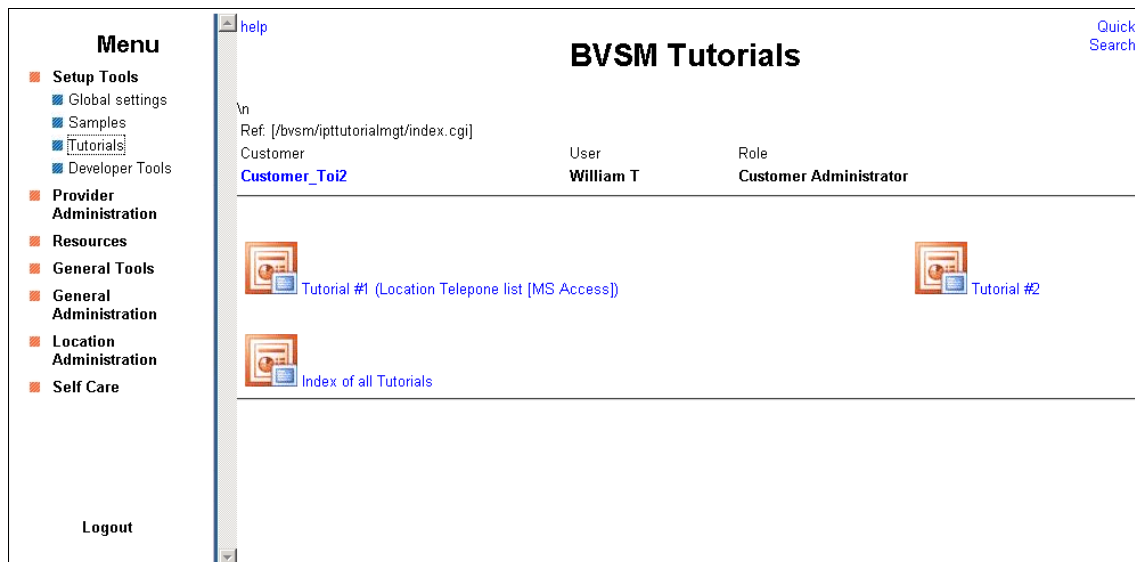 Menu
Setup Tools
Global settings
Samples
Tutorials
Developer Tools
Provider
Administration
Resources
General Tools
General
Administration
Location
Administration
Self Care
Logout
help
Quick
Search
BVSM Tutorials
\n
Ref: [/bvsm/ipttutorialmgt/index.cgi]
Customer User Role
Customer_Toi2 William T Customer Administrator
Tutorial #1 (Location Telepone list [MS Access]) Tutorial #2
Index of all Tutorials